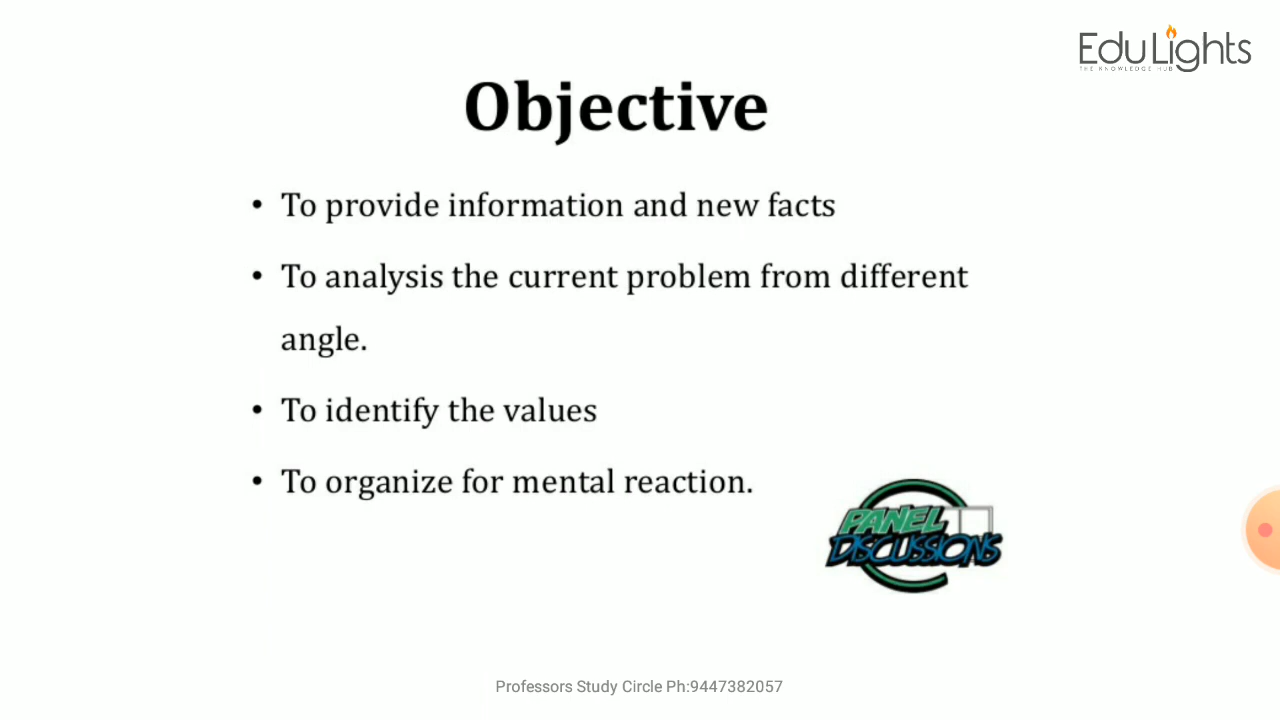 EduLights
THE KNOWLEDGE HUB
Objective
• To provide information and new facts
• To analysis the current problem from different
angle.
• To identify the values
• To organize for mental reaction.
PANEL
DISCUSSIONS
Professors Study Circle Ph:9447382057